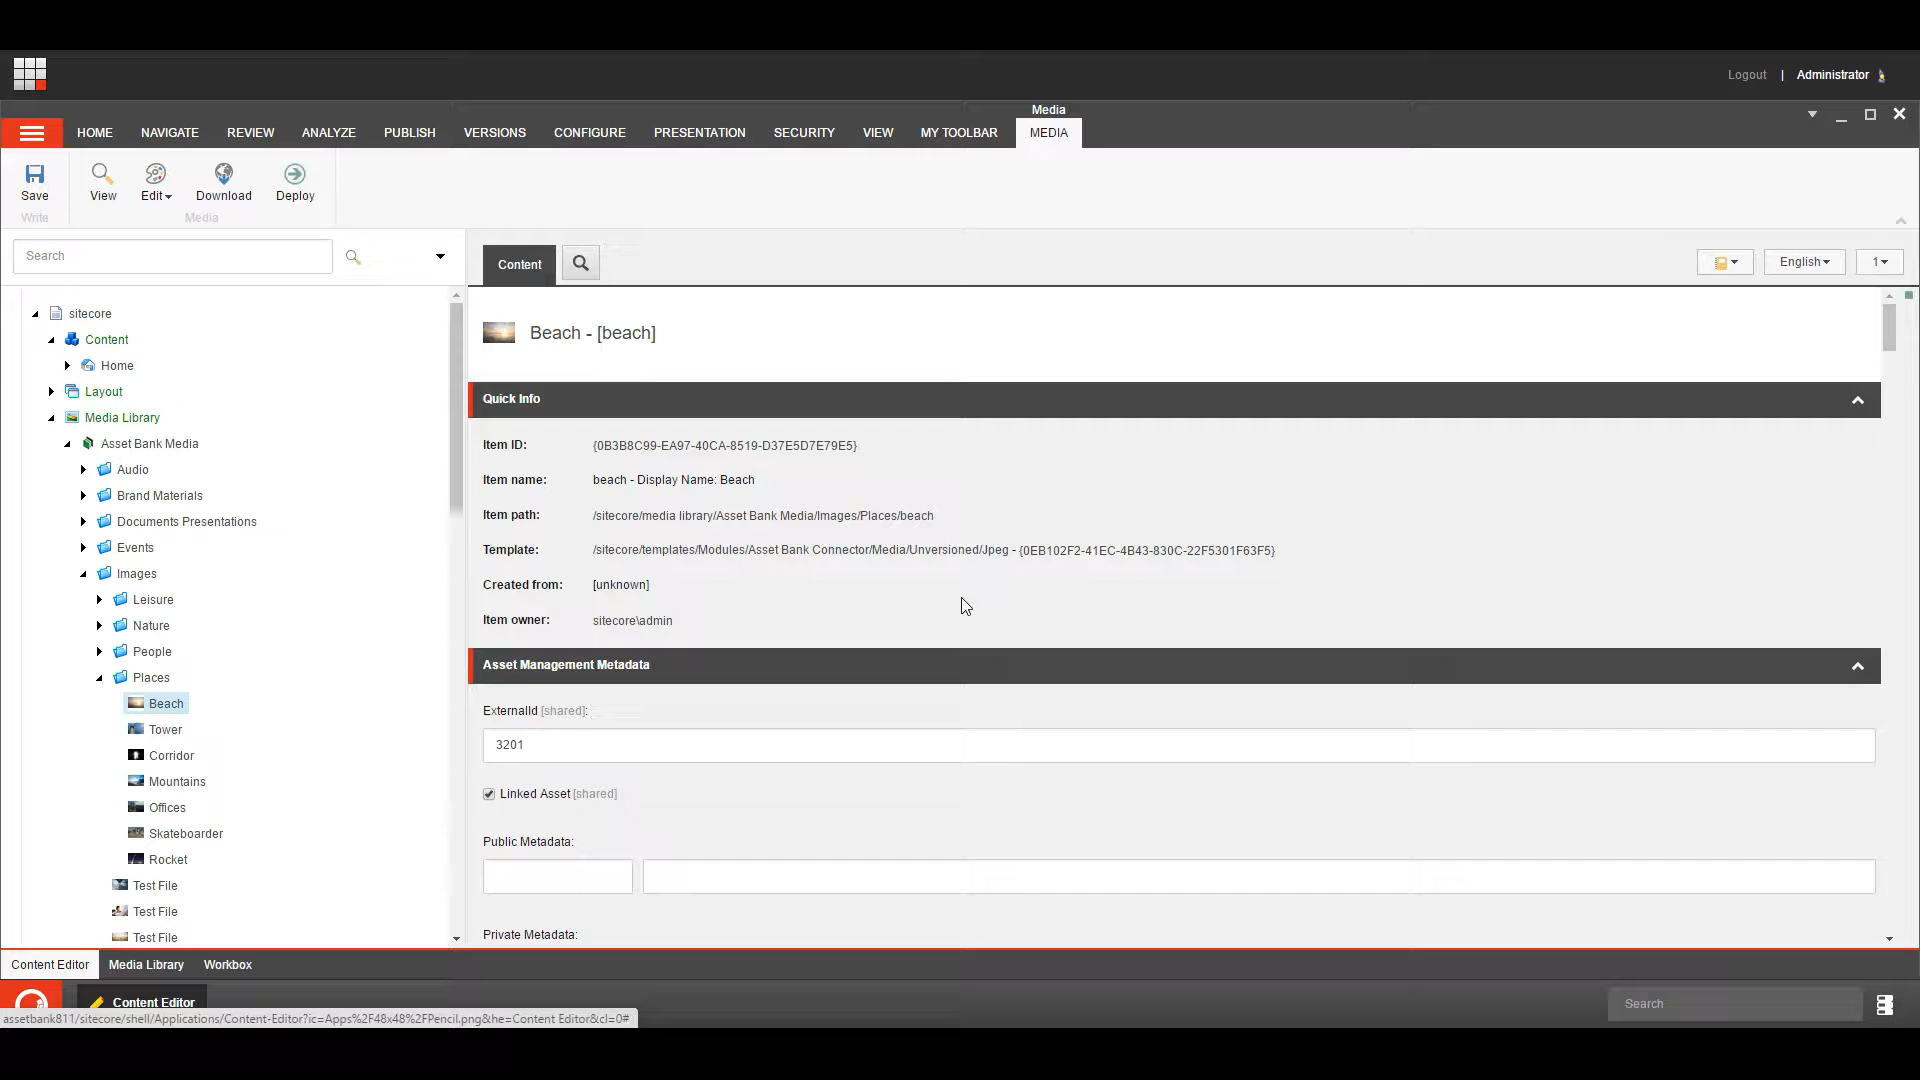 Logout | Administrator
Media
HOME NAVIGATE REVIEW ANALYZE PUBLISH VERSIONS CONFIGURE PRESENTATION SECURITY VIEW MY TOOLBAR MEDIA
Save View Edit Download Deploy
Write Media
Search
Content
English 1
sitecore
Content
Home
Layout
Media Library
Asset Bank Media
Audio
Brand Materials
Documents Presentations
Events
Images
Leisure
Nature
People
Places
Beach
Tower
Corridor
Mountains
Offices
Skateboarder
Rocket
Test File
Test File
Test File
Beach - [beach]
Quick Info
Item ID: {0B3B8C99-EA97-40CA-8519-D37E5D7E79E5}
Item name: beach - Display Name: Beach
Item path: /sitecore/media library/Asset Bank Media/Images/Places/beach
Template: /sitecore/templates/Modules/Asset Bank Connector/Media/Unversioned/Jpeg - {0EB102F2-41EC-4B43-830C-22F5301F63F5}
Created from: [unknown]
Item owner: sitecore\admin
Asset Management Metadata
ExternalId [shared]:
3201
Linked Asset [shared]
Public Metadata:
Private Metadata:
Content Editor Media Library Workbox
Content Editor
Search
assetbank811/sitecore/shell/Applications/Content-Editor?ic=Apps%2F48x48%2FPencil.png&he=Content Editor&cl=0#